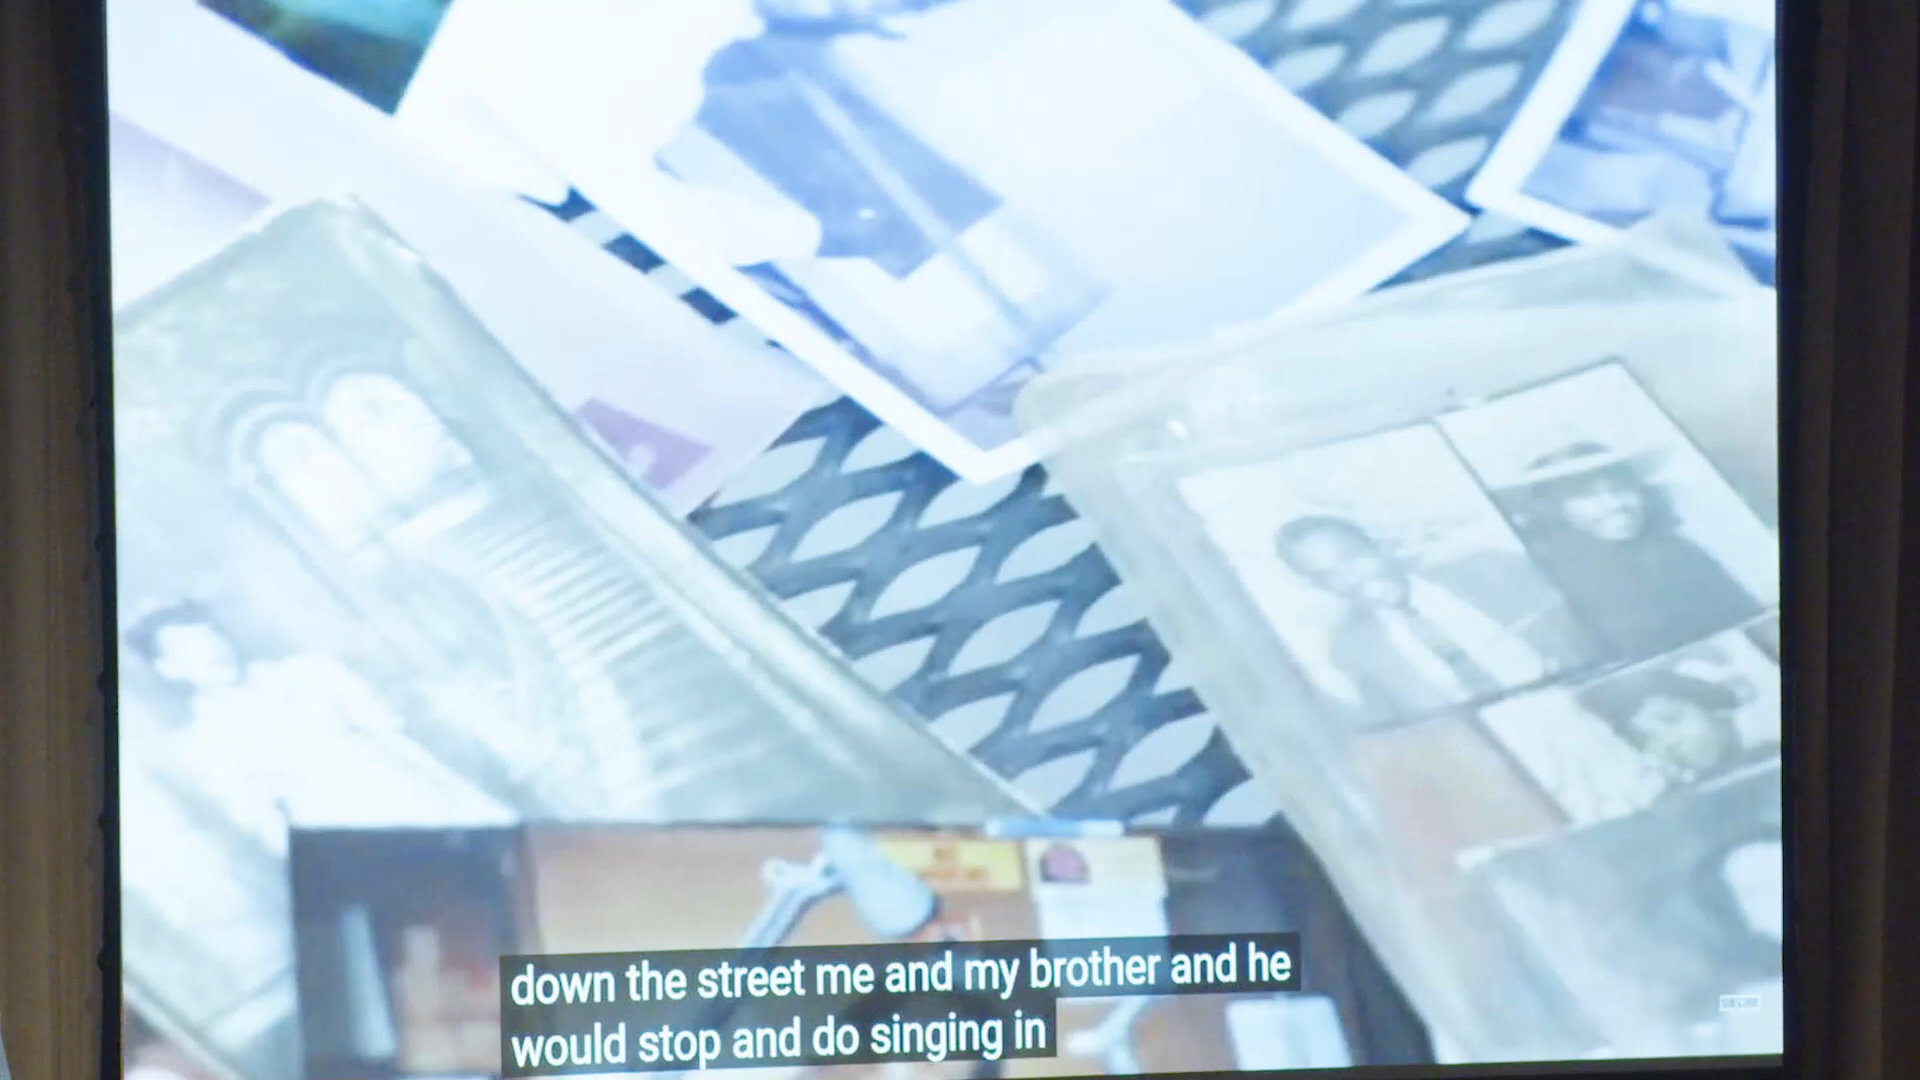 down the street me and my brother and he
would stop and do singing in